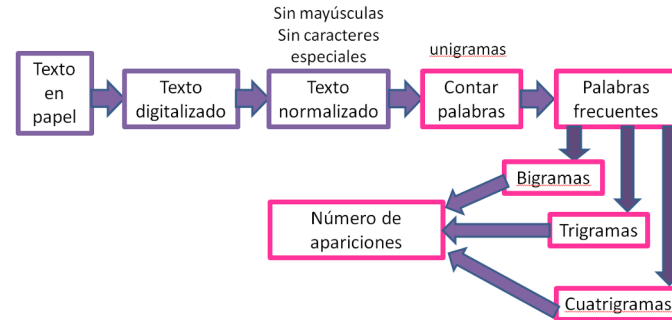 Sin mayúsculas
Sin caracteres
especiales
unigramas
Texto
en
papel
Texto
digitalizado
Texto
normalizado
Contar
palabras
Palabras
frecuentes
Bigramas
Número de
apariciones
Trigramas
Cuatrigramas